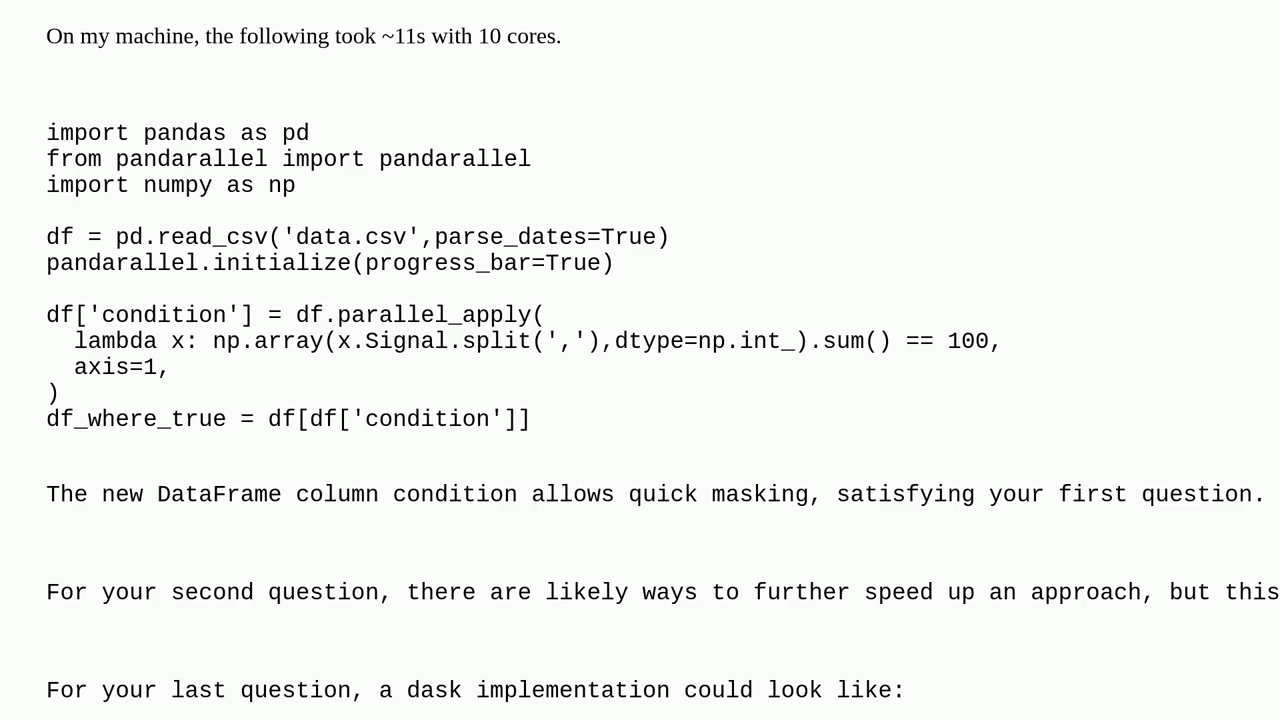 On my machine, the following took ~11s with 10 cores.
import pandas as pd
from pandarallel import pandarallel
import numpy as np
df = pd.read_csv('data.csv',parse_dates=True)
pandarallel.initialize(progress_bar=True)
df['condition'] = df.parallel_apply(
  lambda x: np.array(x.Signal.split(','),dtype=np.int_).sum() == 100,
  axis=1,
)
df_where_true = df[df['condition']]
The new DataFrame column condition allows quick masking, satisfying your first question.
For your second question, there are likely ways to further speed up an approach, but this
For your last question, a dask implementation could look like: